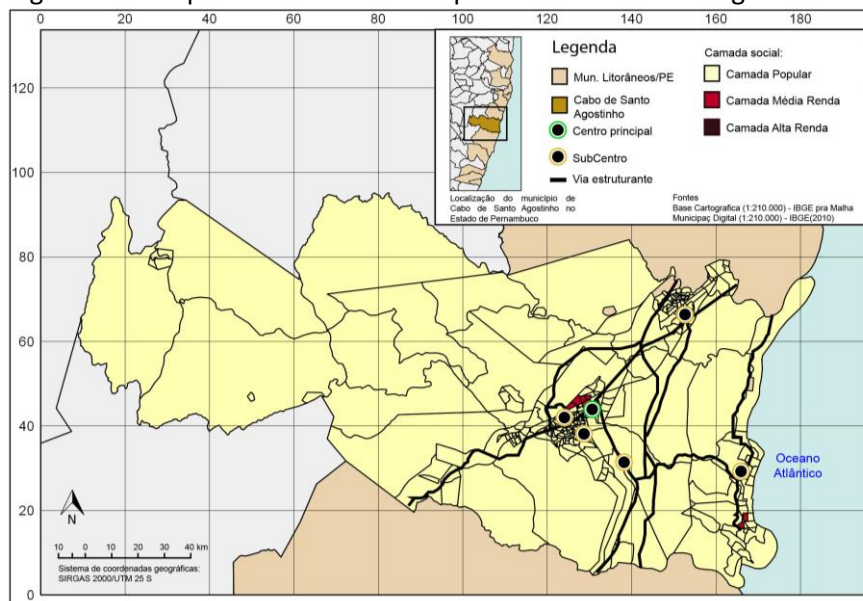 0 20 40 60 80 100 120 140 160 180
120
100
80
60
40
20
0
Legenda
Mun. Litorâneos/PE
Cabo de Santo
Agostinho
Centro principal
SubCentro
Via estruturante
Camada social:
Camada Popular
Camada Média Renda
Camada Alta Renda
Localização do município de
Cabo de Santo Agostinho no
Estado de Pernambuco
Fontes
Base Cartografica (1:210.000) - IBGE pra Malha
Municipaç Digital (1:210.000) - IBGE(2010)
Oceano
Atlântico
N
10 0 10 20 30 40 km
Sistema de coordenadas geográficas:
SIRGAS 2000/UTM 25 S